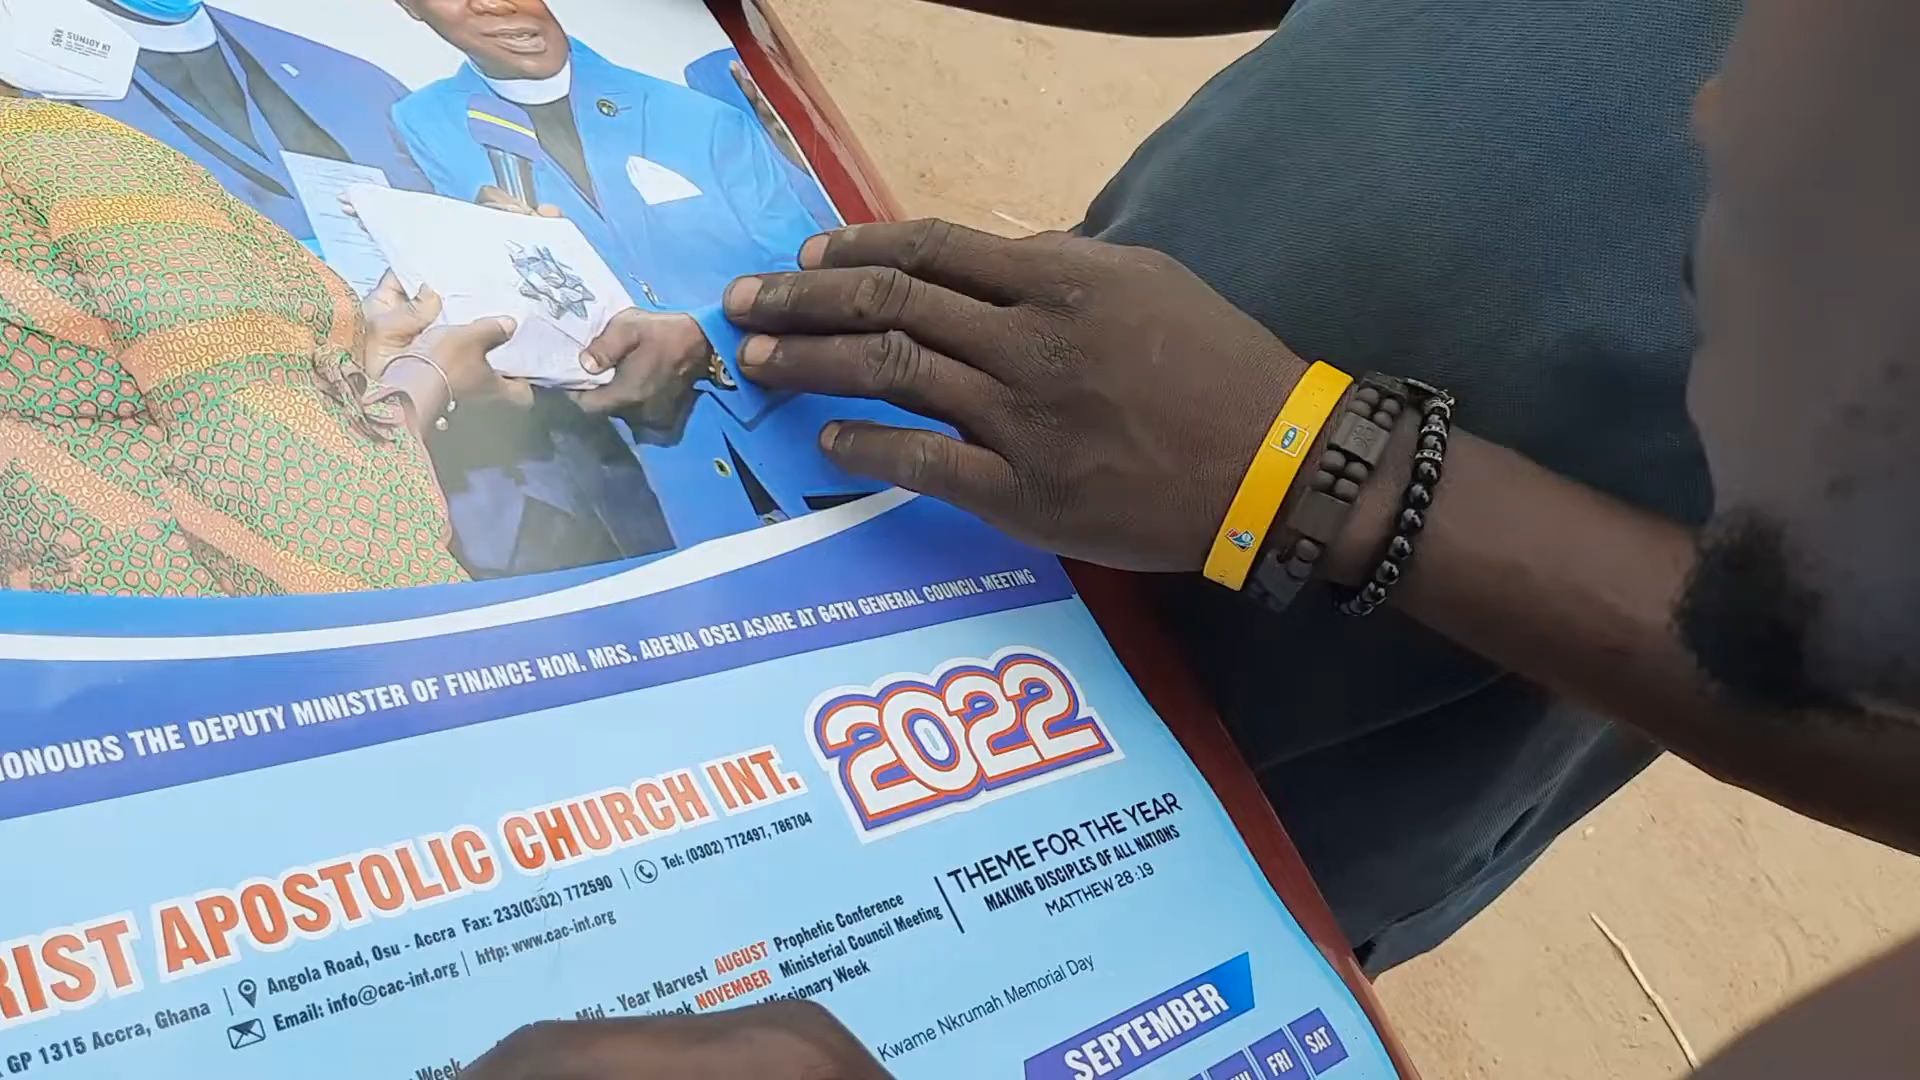 SUNJOY KI
HONOURS THE DEPUTY MINISTER OF FINANCE HON. MRS. ABENA OSEI ASARE AT 64TH GENERAL COUNCIL MEETING
2022
RIST APOSTOLIC CHURCH INT.
GP 1315 Accra, Ghana
Angola Road, Osu - Accra Fax: 233(0302) 772590
Tel: (0302) 772497, 786704
Email: info@cac-int.org | http: www.cac-int.org
THEME FOR THE YEAR
MAKING DISCIPLES OF ALL NATIONS
MATTHEW 28:19
Mid - Year Harvest AUGUST Prophetic Conference
Week NOVEMBER Ministerial Council Meeting
Missionary Week
Week
Kwame Nkrumah Memorial Day
SEPTEMBER
FRI SAT